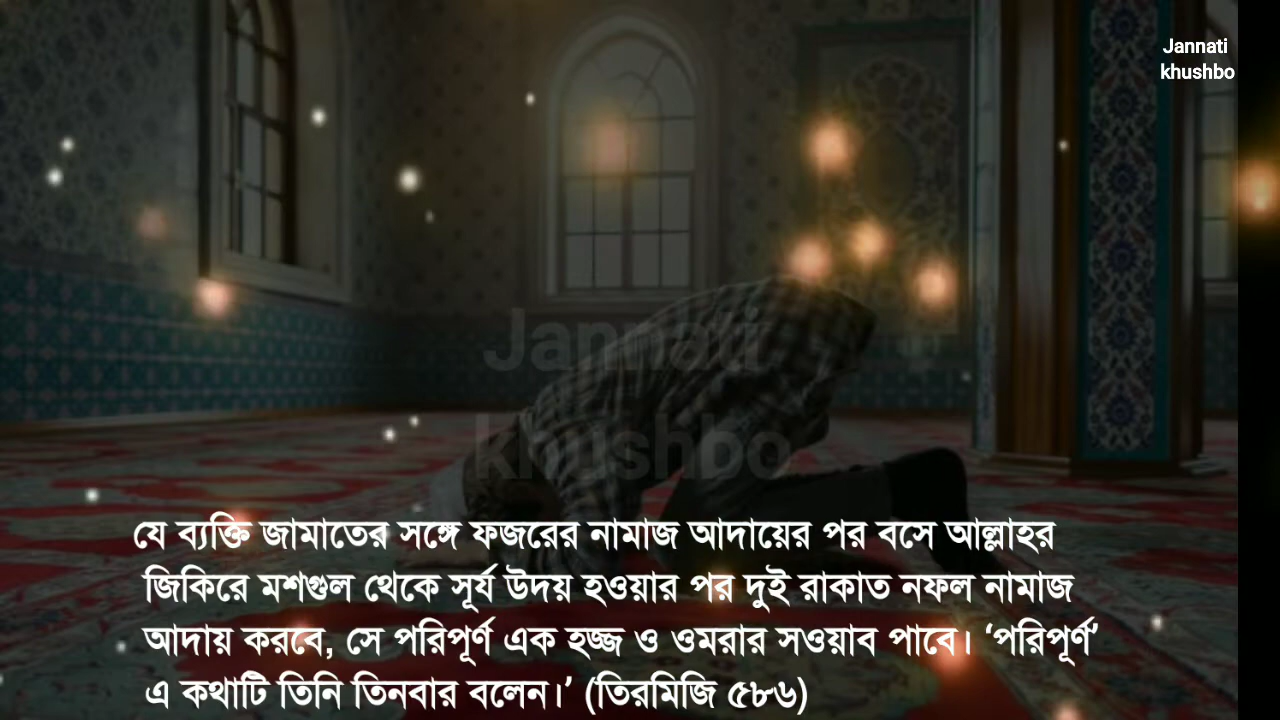 Jannati
khushbo
Jannati
khushbo
যে ব্যক্তি জামাতের সঙ্গে ফজরের নামাজ আদায়ের পর বসে আল্লাহর
জিকিরে মশগুল থেকে সূর্য উদয় হওয়ার পর দুই রাকাত নফল নামাজ
আদায় করবে, সে পরিপূর্ণ এক হজ্জ ও ওমরার সওয়াব পাবে। ‘পরিপূর্ণ’
এ কথাটি তিনি তিনবার বলেন।’ (তিরমিজি ৫৮৬)